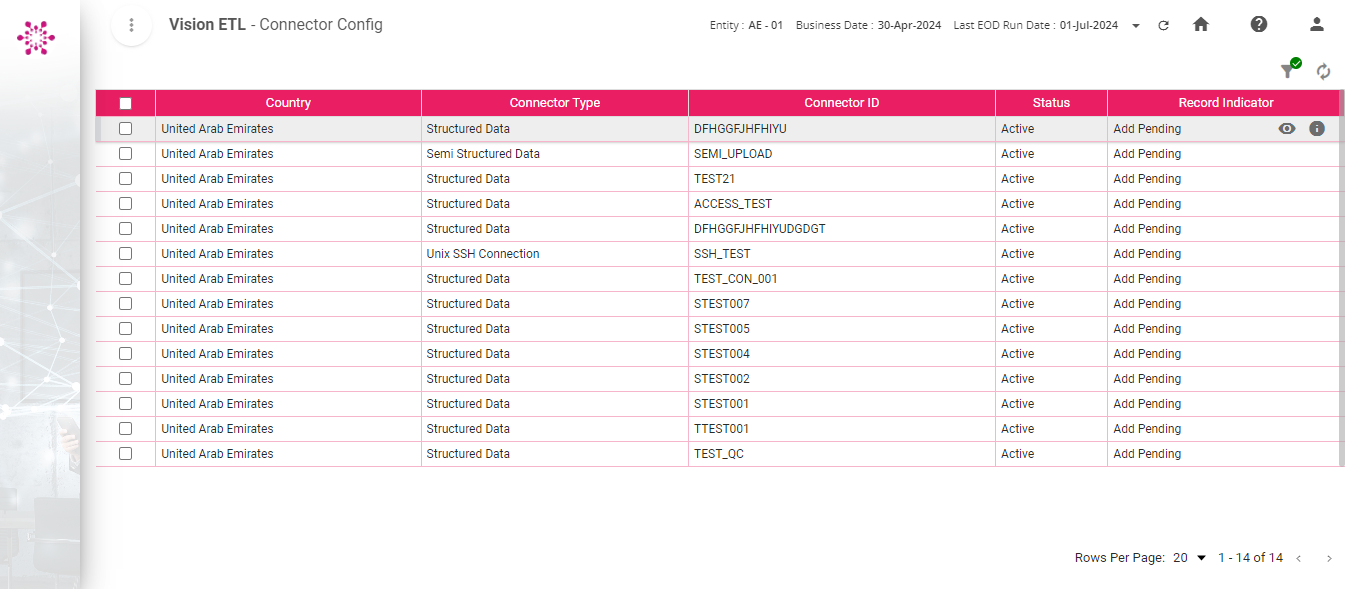 Vision ETL - Connector Config
Entity : AE - 01 Business Date : 30-Apr-2024 Last EOD Run Date : 01-Jul-2024
Country Connector Type Connector ID Status Record Indicator
United Arab Emirates Structured Data DFHGGFJHFHIYU Active Add Pending
United Arab Emirates Semi Structured Data SEMI_UPLOAD Active Add Pending
United Arab Emirates Structured Data TEST21 Active Add Pending
United Arab Emirates Structured Data ACCESS_TEST Active Add Pending
United Arab Emirates Structured Data DFHGGFJHFHIYUDGDGT Active Add Pending
United Arab Emirates Unix SSH Connection SSH_TEST Active Add Pending
United Arab Emirates Structured Data TEST_CON_001 Active Add Pending
United Arab Emirates Structured Data STEST007 Active Add Pending
United Arab Emirates Structured Data STEST005 Active Add Pending
United Arab Emirates Structured Data STEST004 Active Add Pending
United Arab Emirates Structured Data STEST002 Active Add Pending
United Arab Emirates Structured Data STEST001 Active Add Pending
United Arab Emirates Structured Data TTEST001 Active Add Pending
United Arab Emirates Structured Data TEST_QC Active Add Pending
Rows Per Page: 20 1 - 14 of 14